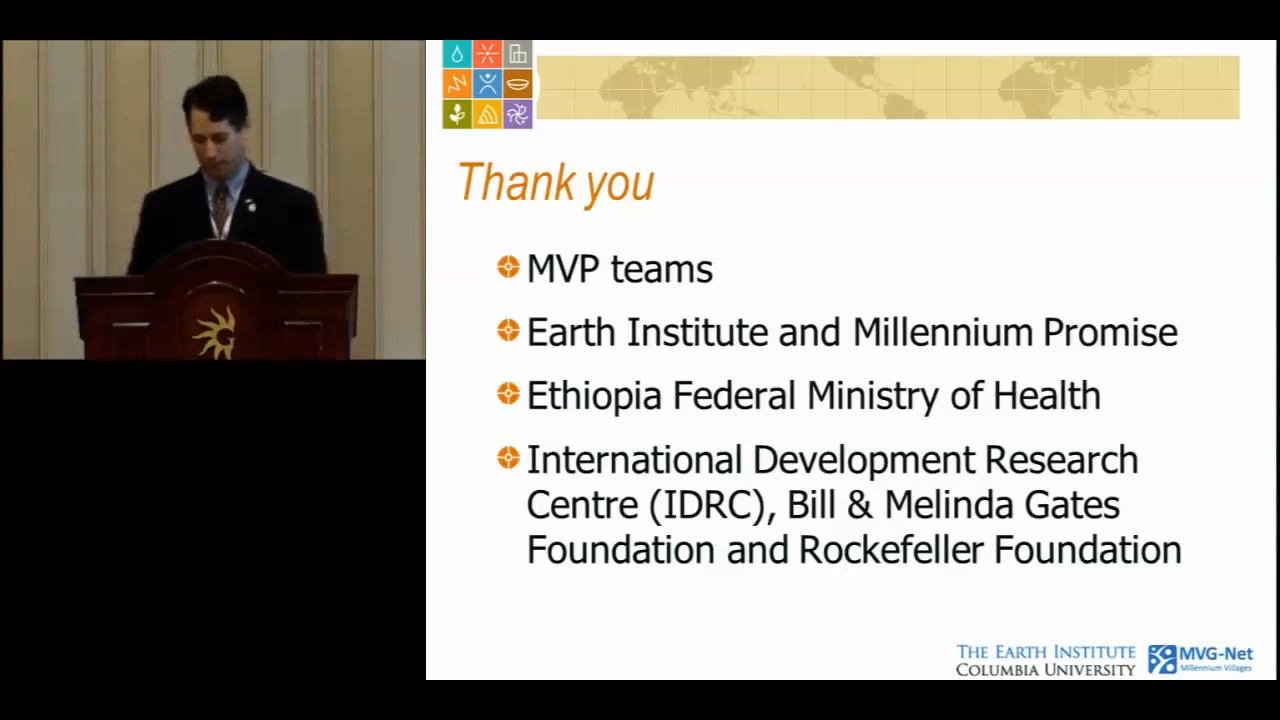 Thank you
MVP teams
Earth Institute and Millennium Promise
Ethiopia Federal Ministry of Health
International Development Research
Centre (IDRC), Bill & Melinda Gates
Foundation and Rockefeller Foundation
THE EARTH INSTITUTE
COLUMBIA UNIVERSITY
MVG-Net
Millennium Villages